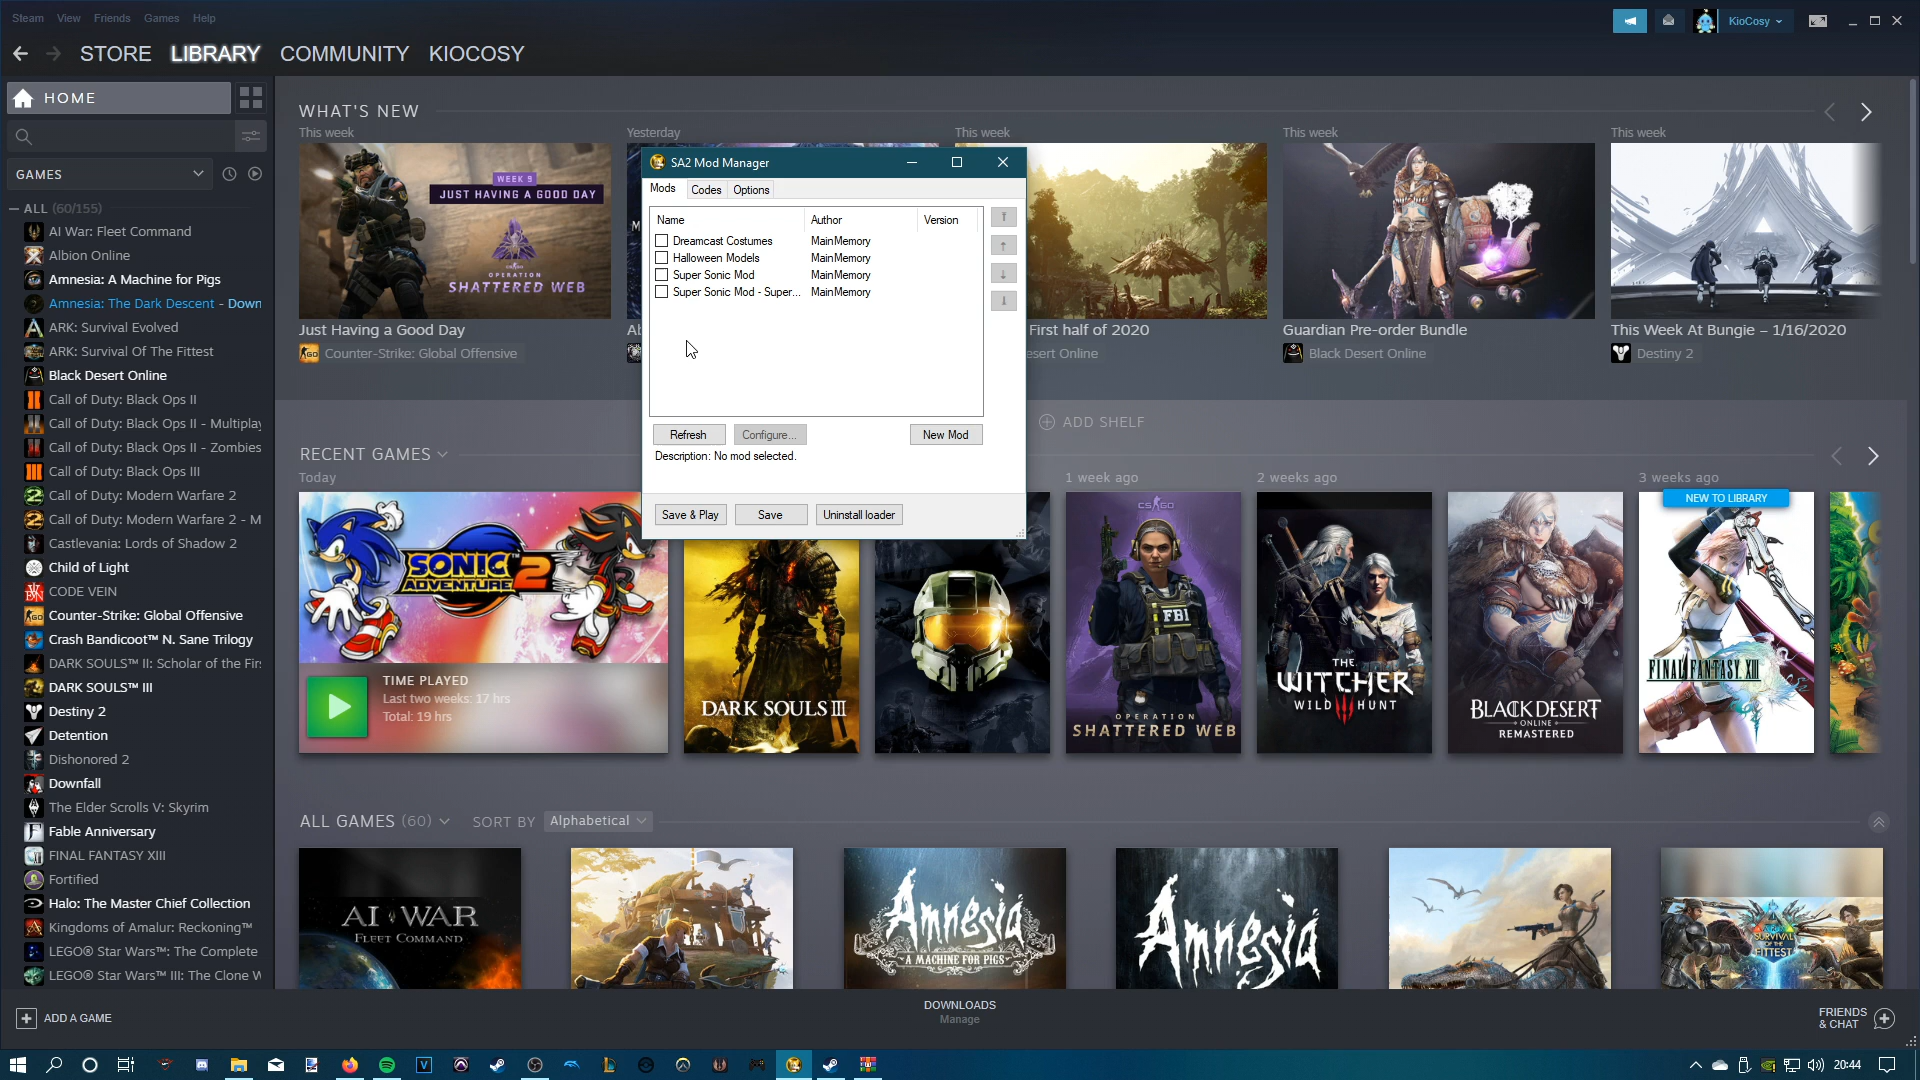 Steam View Friends Games Help
KioCosy
STORE LIBRARY COMMUNITY KIOCOSY
HOME
GAMES
ALL (60/155)
AI War: Fleet Command
Albion Online
Amnesia: A Machine for Pigs
Amnesia: The Dark Descent - Down
ARK: Survival Evolved
ARK: Survival Of The Fittest
Black Desert Online
Call of Duty: Black Ops II
Call of Duty: Black Ops II - Multiplay
Call of Duty: Black Ops II - Zombies
Call of Duty: Black Ops III
Call of Duty: Modern Warfare 2
Call of Duty: Modern Warfare 2 - M
Castlevania: Lords of Shadow 2
Child of Light
CODE VEIN
Counter-Strike: Global Offensive
Crash Bandicoot™ N. Sane Trilogy
DARK SOULS™ II: Scholar of the Firs
DARK SOULS™ III
Destiny 2
Detention
Dishonored 2
Downfall
The Elder Scrolls V: Skyrim
Fable Anniversary
FINAL FANTASY XIII
Fortified
Halo: The Master Chief Collection
Kingdoms of Amalur: Reckoning™
LEGO® Star Wars™: The Complete
LEGO® Star Wars™ III: The Clone W
WHAT'S NEW
This week
Yesterday
This week
This week
This week
WEEK 9
JUST HAVING A GOOD DAY
CS:GO
OPERATION
SHATTERED WEB
Just Having a Good Day
Counter-Strike: Global Offensive
First half of 2020
esert Online
Guardian Pre-order Bundle
Black Desert Online
This Week At Bungie – 1/16/2020
Destiny 2
SA2 Mod Manager
Mods Codes Options
Name Author Version
Dreamcast Costumes MainMemory
Halloween Models MainMemory
Super Sonic Mod MainMemory
Super Sonic Mod - Super... MainMemory
Refresh Configure... New Mod
Description: No mod selected.
Save & Play Save Uninstall loader
ADD SHELF
RECENT GAMES
Today
1 week ago
2 weeks ago
3 weeks ago
SONIC
ADVENTURE 2
TIME PLAYED
Last two weeks: 17 hrs
Total: 19 hrs
DARK SOULS III
CS:GO
FBI
OPERATION
SHATTERED WEB
THE
WITCHER
WILD HUNT
BLACK DESERT
ONLINE
REMASTERED
NEW TO LIBRARY
FINAL FANTASY XIII
ALL GAMES (60) SORT BY Alphabetical
AI WAR
FLEET COMMAND
Amnesia
A MACHINE FOR PIGS
Amnesia
ARK
SURVIVAL
OF THE
FITTEST
ADD A GAME
DOWNLOADS
Manage
FRIENDS
& CHAT
20:44